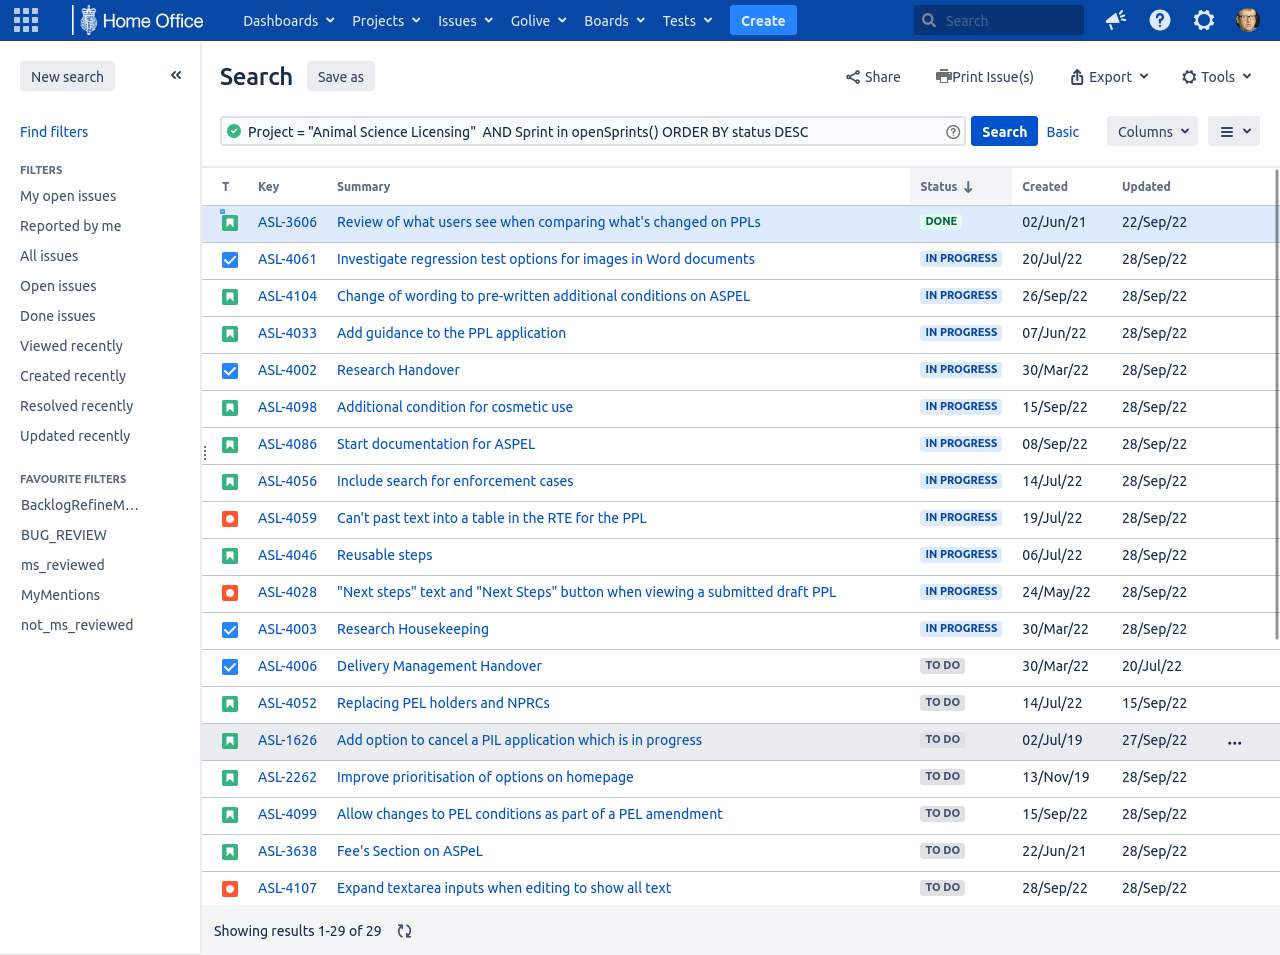 Home Office Dashboards Projects Issues Golive Boards Tests Create Search
New search
Find filters
FILTERS
My open issues
Reported by me
All issues
Open issues
Done issues
Viewed recently
Created recently
Resolved recently
Updated recently
FAVOURITE FILTERS
BacklogRefineM...
BUG_REVIEW
ms_reviewed
MyMentions
not_ms_reviewed
Search Save as Share Print Issue(s) Export Tools
Project = "Animal Science Licensing"  AND Sprint in openSprints() ORDER BY status DESC Search Basic Columns
T Key Summary Status Created Updated
ASL-3606 Review of what users see when comparing what's changed on PPLs DONE 02/Jun/21 22/Sep/22
ASL-4061 Investigate regression test options for images in Word documents IN PROGRESS 20/Jul/22 28/Sep/22
ASL-4104 Change of wording to pre-written additional conditions on ASPEL IN PROGRESS 26/Sep/22 28/Sep/22
ASL-4033 Add guidance to the PPL application IN PROGRESS 07/Jun/22 28/Sep/22
ASL-4002 Research Handover IN PROGRESS 30/Mar/22 28/Sep/22
ASL-4098 Additional condition for cosmetic use IN PROGRESS 15/Sep/22 28/Sep/22
ASL-4086 Start documentation for ASPEL IN PROGRESS 08/Sep/22 28/Sep/22
ASL-4056 Include search for enforcement cases IN PROGRESS 14/Jul/22 28/Sep/22
ASL-4059 Can't past text into a table in the RTE for the PPL IN PROGRESS 19/Jul/22 28/Sep/22
ASL-4046 Reusable steps IN PROGRESS 06/Jul/22 28/Sep/22
ASL-4028 "Next steps" text and "Next Steps" button when viewing a submitted draft PPL IN PROGRESS 24/May/22 28/Sep/22
ASL-4003 Research Housekeeping IN PROGRESS 30/Mar/22 28/Sep/22
ASL-4006 Delivery Management Handover TO DO 30/Mar/22 20/Jul/22
ASL-4052 Replacing PEL holders and NPRCs TO DO 14/Jul/22 15/Sep/22
ASL-1626 Add option to cancel a PIL application which is in progress TO DO 02/Jul/19 27/Sep/22
ASL-2262 Improve prioritisation of options on homepage TO DO 13/Nov/19 28/Sep/22
ASL-4099 Allow changes to PEL conditions as part of a PEL amendment TO DO 15/Sep/22 28/Sep/22
ASL-3638 Fee's Section on ASPeL TO DO 22/Jun/21 28/Sep/22
ASL-4107 Expand textarea inputs when editing to show all text TO DO 28/Sep/22 28/Sep/22
Showing results 1-29 of 29